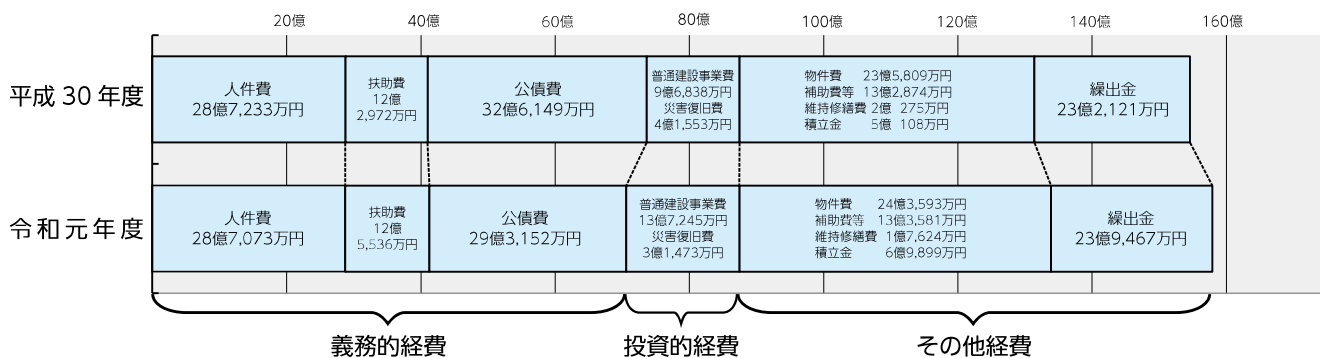 20億 40億 60億 80億 100億 120億 140億 160億
平成30年度
人件費
28億7,233万円
扶助費
12億
2,972万円
公債費
32億6,149万円
普通建設事業費
9億6,838万円
災害復旧費
4億1,553万円
物件費 23億5,809万円
補助費等 13億2,874万円
維持修繕費 2億 275万円
積立金 5億 108万円
繰出金
23億2,121万円
令和元年度
人件費
28億7,073万円
扶助費
12億
5,536万円
公債費
29億3,152万円
普通建設事業費
13億7,245万円
災害復旧費
3億1,473万円
物件費 24億3,593万円
補助費等 13億3,581万円
維持修繕費 1億7,624万円
積立金 6億9,899万円
繰出金
23億9,467万円
義務的経費 投資的経費 その他経費